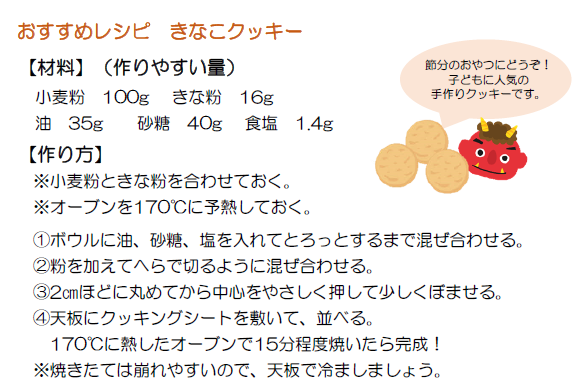 おすすめレシピ　きなこクッキー
【材料】（作りやすい量）
小麦粉　100g　きな粉　16g
油　35g　　砂糖　40g　食塩　1.4g
節分のおやつにどうぞ！
子どもに人気の
手作りクッキーです。
【作り方】
※小麦粉ときな粉を合わせておく。
※オーブンを170℃に予熱しておく。
①ボウルに油、砂糖、塩を入れてとろっとするまで混ぜ合わせる。
②粉を加えてへらで切るように混ぜ合わせる。
③2㎝ほどに丸めてから中心をやさしく押して少しくぼませる。
④天板にクッキングシートを敷いて、並べる。
170℃に熱したオーブンで15分程度焼いたら完成！
※焼きたては崩れやすいので、天板で冷ましましょう。